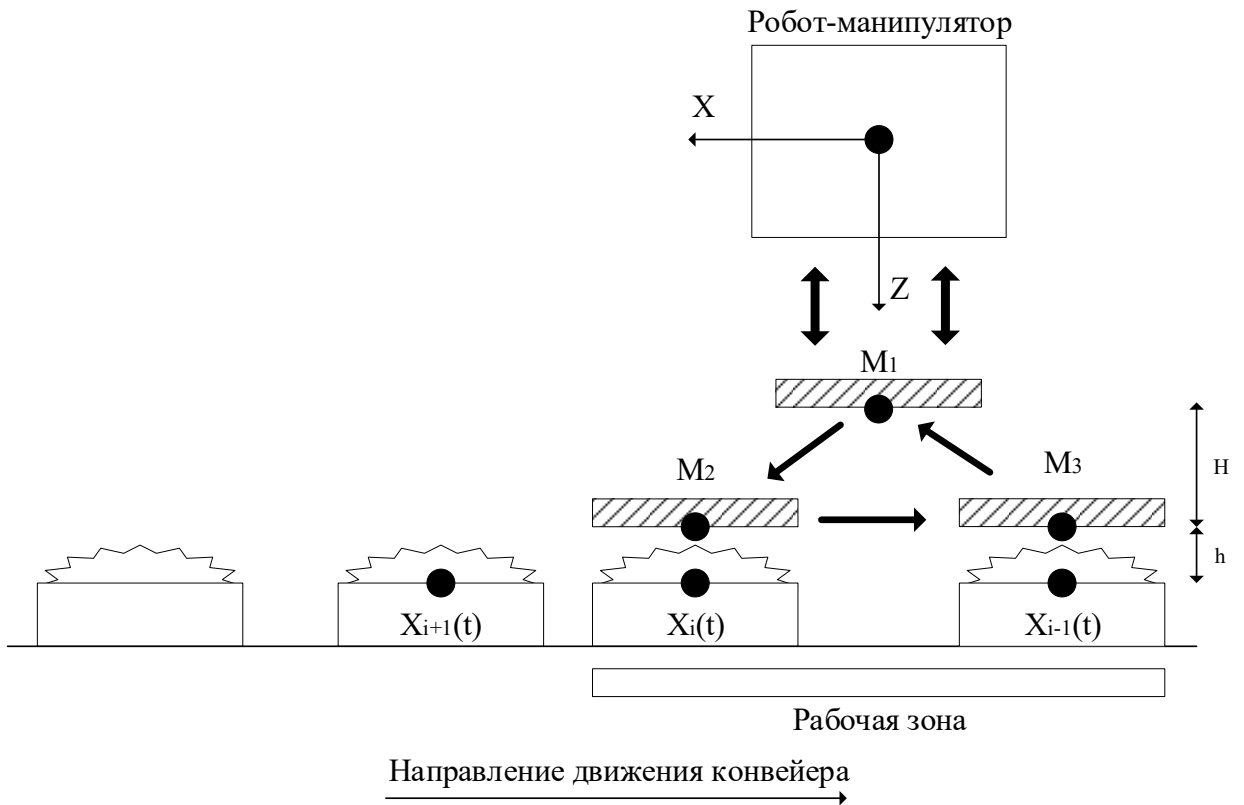 Робот-манипулятор
X
Z
M1
M2
M3
H
h
Xi+1(t)
Xi(t)
Xi-1(t)
Рабочая зона
Направление движения конвейера